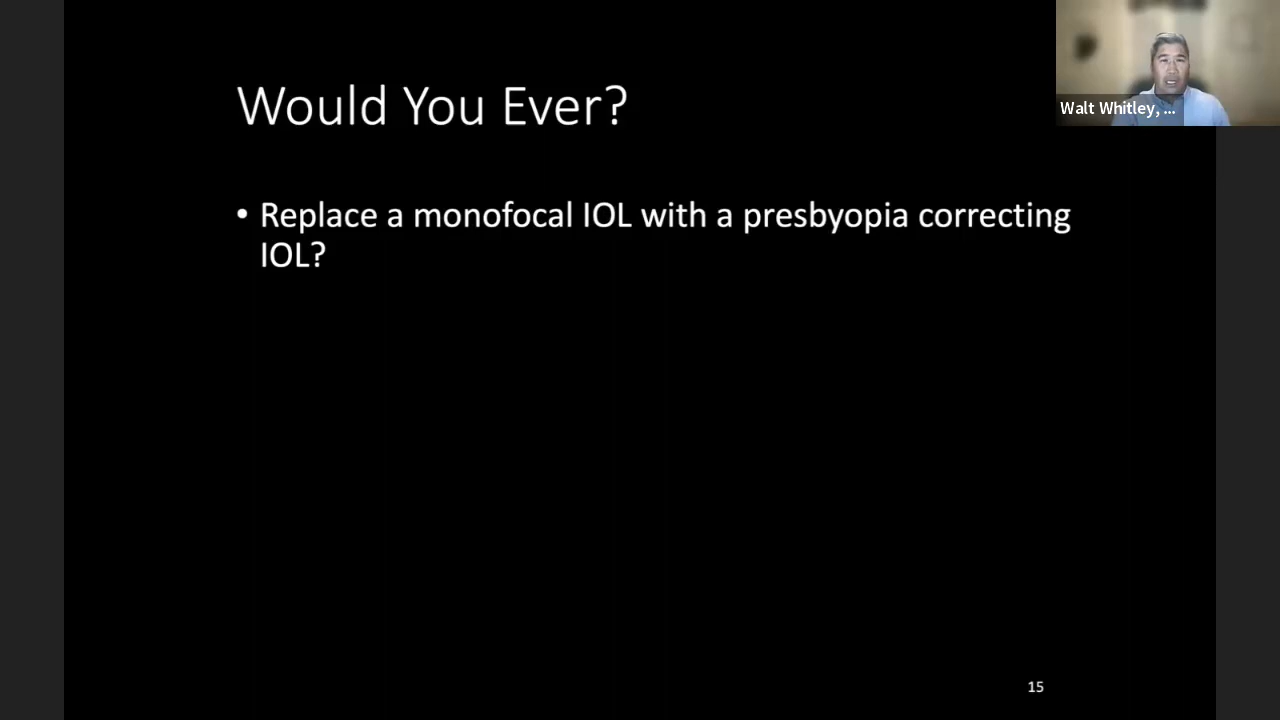 Would You Ever?
• Replace a monofocal IOL with a presbyopia correcting
IOL?
Walt Whitley, ...
15